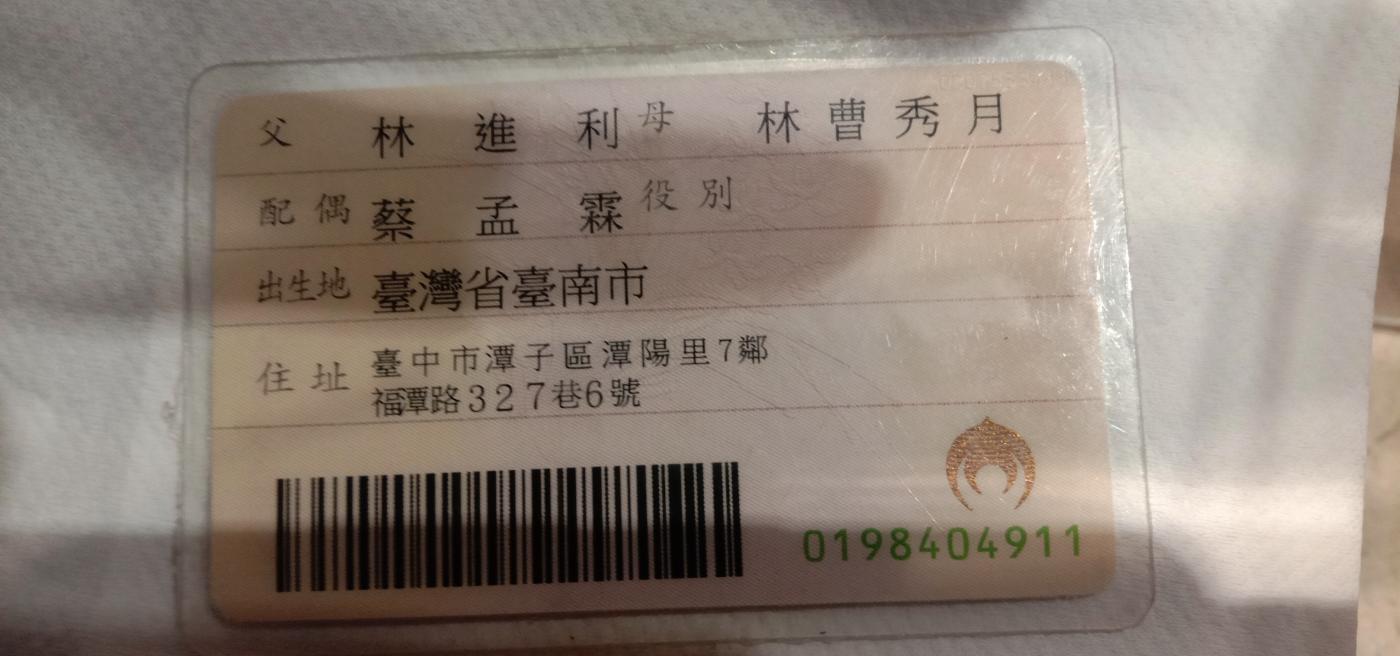 父 林進利 母 林曹秀月
配偶 蔡孟霖 役別
出生地 臺灣省臺南市
住址 臺中市潭子區潭陽里7鄰
福潭路327巷6號
0198404911